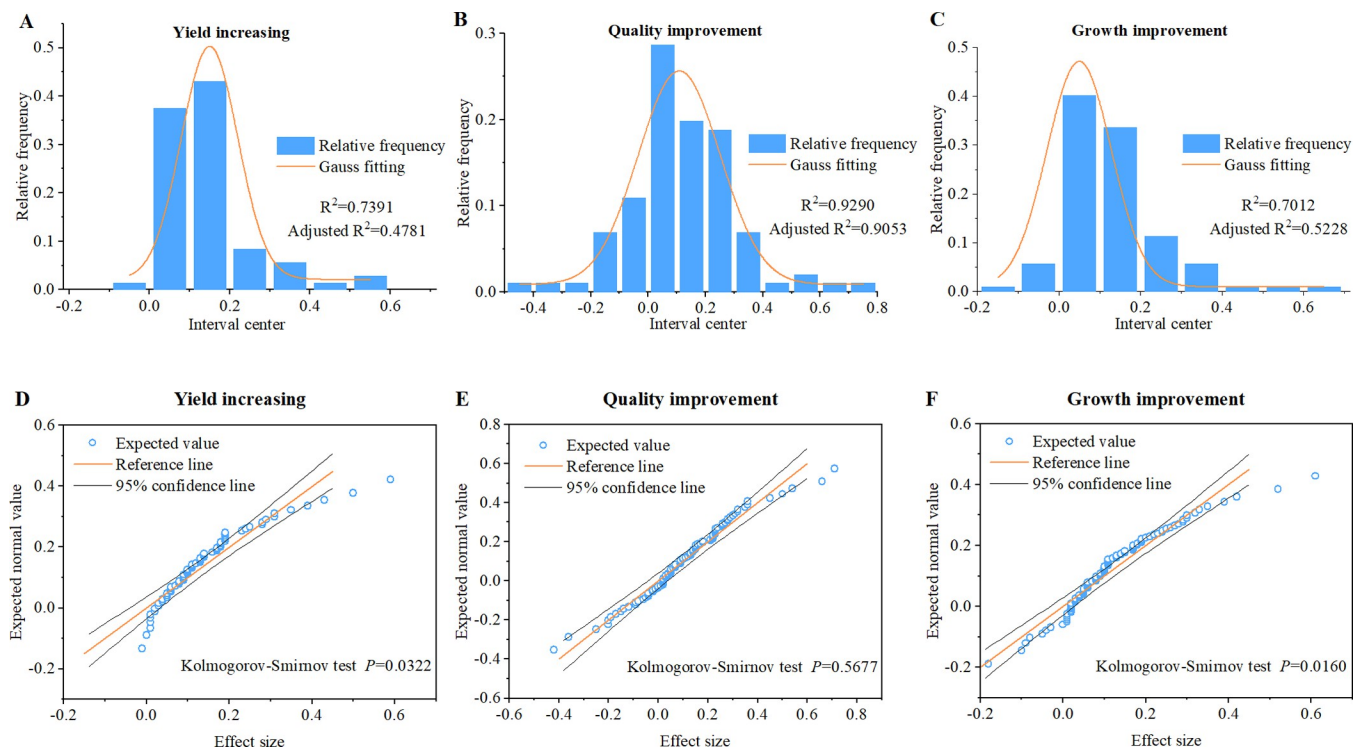 A
Yield increasing
0.5
0.4
0.3
0.2
0.1
0.0
Relative frequency
-0.2
0.0
0.2
0.4
0.6
Interval center
Relative frequency
Gauss fitting
R²=0.7391
Adjusted R²=0.4781
B
Quality improvement
0.3
0.2
0.1
0.0
Relative frequency
-0.4
-0.2
0.0
0.2
0.4
0.6
0.8
Interval center
Relative frequency
Gauss fitting
R²=0.9290
Adjusted R²=0.9053
C
Growth improvement
0.5
0.4
0.3
0.2
0.1
0.0
Relative frequency
-0.2
0.0
0.2
0.4
0.6
Interval center
Relative frequency
Gauss fitting
R²=0.7012
Adjusted R²=0.5228
D
Yield increasing
0.6
0.4
0.2
0.0
-0.2
Expected normal value
-0.2
0.0
0.2
0.4
0.6
Effect size
Expected value
Reference line
95% confidence line
Kolmogorov-Smirnov test P=0.0322
E
Quality improvement
0.8
0.6
0.4
0.2
0.0
-0.2
-0.4
-0.6
Expected normal value
-0.6
-0.4
-0.2
0.0
0.2
0.4
0.6
0.8
Effect size
Expected value
Reference line
95% confidence line
Kolmogorov-Smirnov test P=0.5677
F
Growth improvement
0.6
0.4
0.2
0.0
-0.2
Expected normal value
-0.2
0.0
0.2
0.4
0.6
Effect size
Expected value
Reference line
95% confidence line
Kolmogorov-Smirnov test P=0.0160